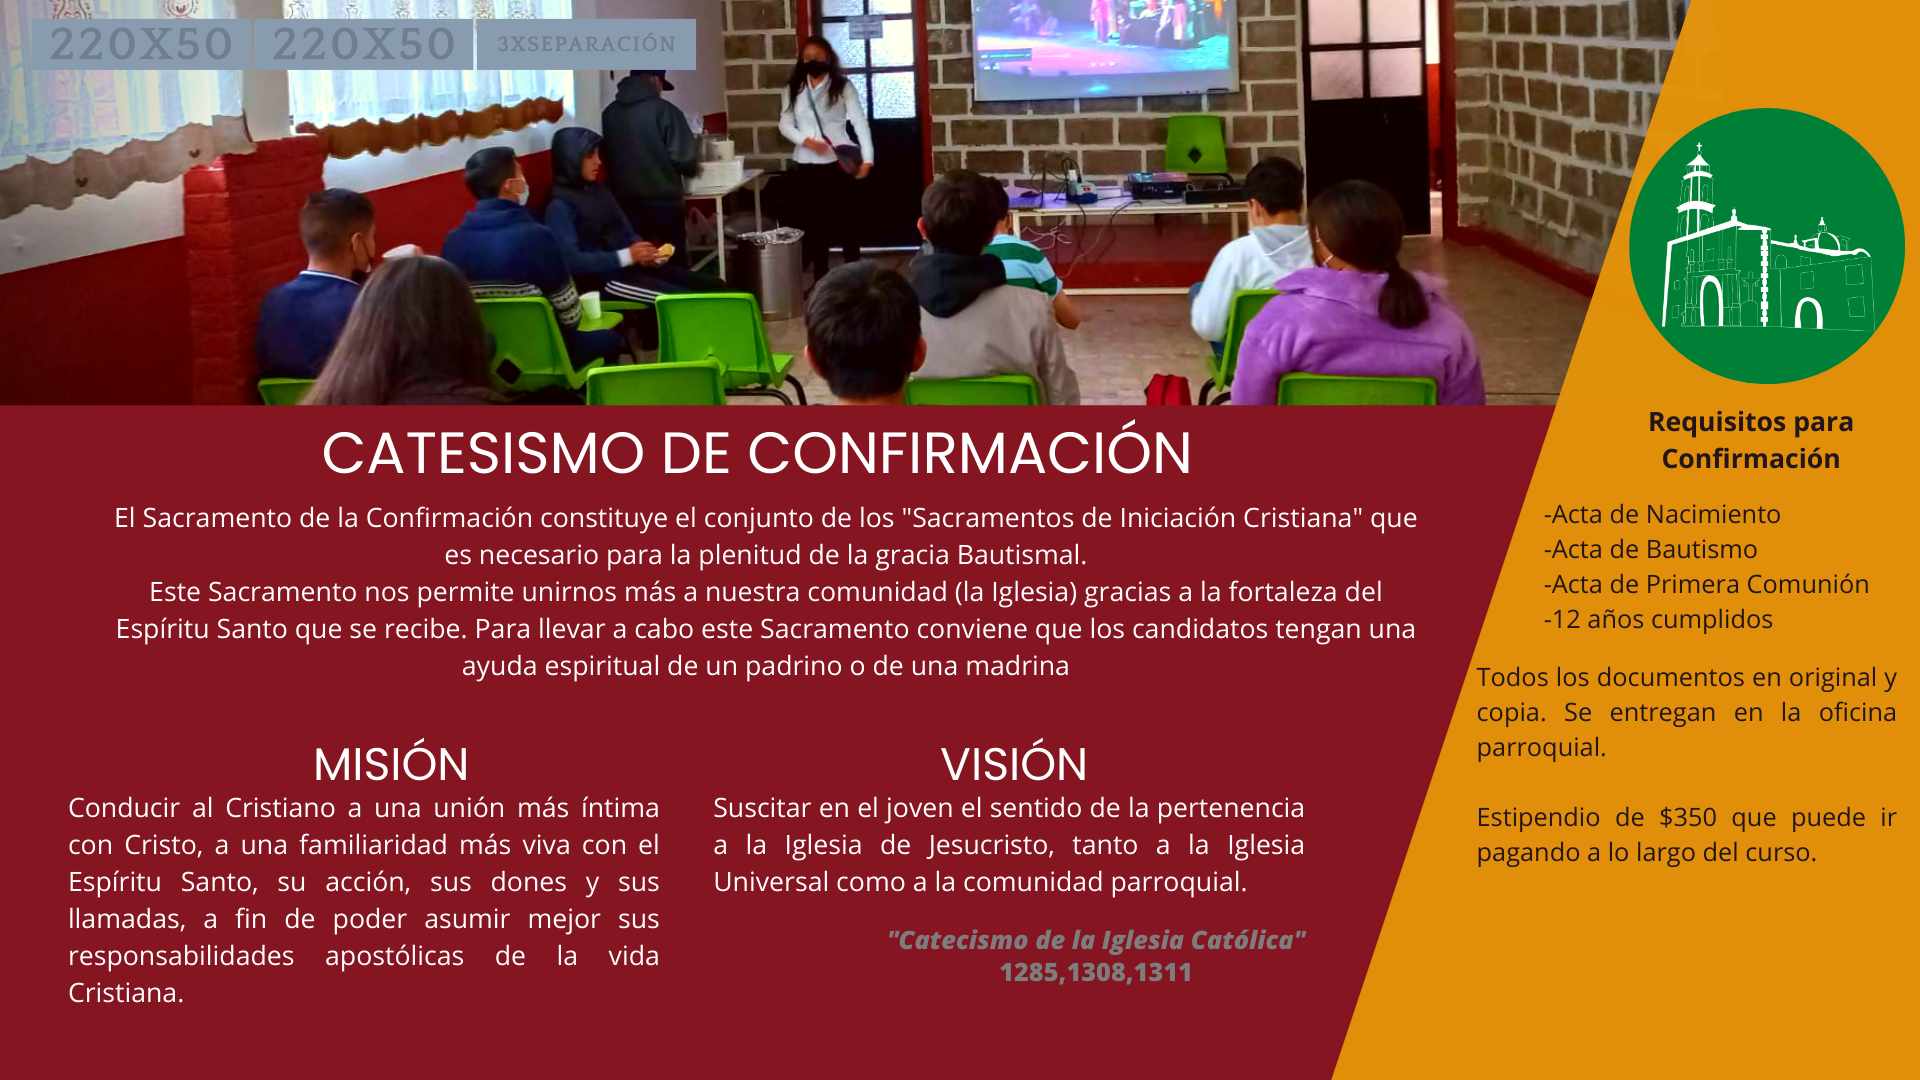 220X50 220X50 3XSEPARACIÓN
CATESISMO DE CONFIRMACIÓN
El Sacramento de la Confirmación constituye el conjunto de los "Sacramentos de Iniciación Cristiana" que
es necesario para la plenitud de la gracia Bautismal.
Este Sacramento nos permite unirnos más a nuestra comunidad (la Iglesia) gracias a la fortaleza del
Espíritu Santo que se recibe. Para llevar a cabo este Sacramento conviene que los candidatos tengan una
ayuda espiritual de un padrino o de una madrina
MISIÓN
Conducir al Cristiano a una unión más íntima
con Cristo, a una familiaridad más viva con el
Espíritu Santo, su acción, sus dones y sus
llamadas, a fin de poder asumir mejor sus
responsabilidades apostólicas de la vida
Cristiana.
VISIÓN
Suscitar en el joven el sentido de la pertenencia
a la Iglesia de Jesucristo, tanto a la Iglesia
Universal como a la comunidad parroquial.
"Catecismo de la Iglesia Católica"
1285,1308,1311
Requisitos para
Confirmación
-Acta de Nacimiento
-Acta de Bautismo
-Acta de Primera Comunión
-12 años cumplidos
Todos los documentos en original y
copia. Se entregan en la oficina
parroquial.
Estipendio de $350 que puede ir
pagando a lo largo del curso.